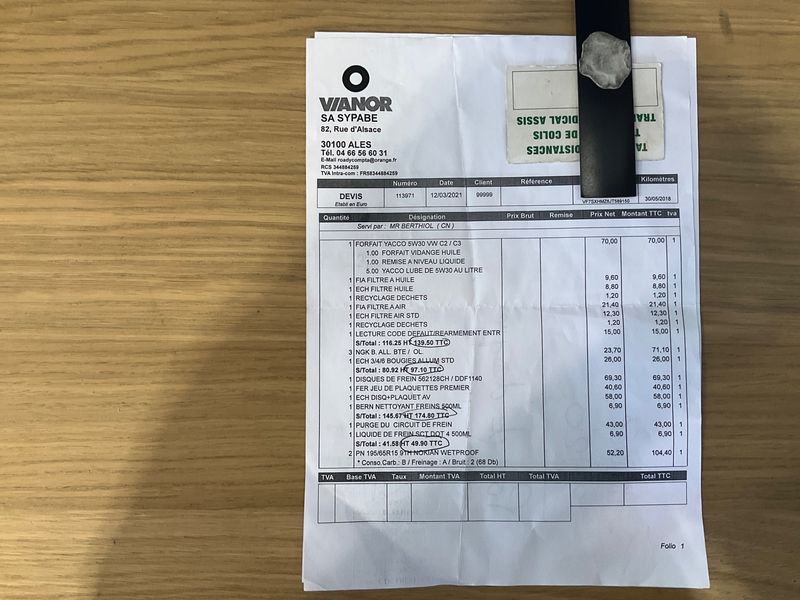 VIANOR
SA SYPABE
82, Rue d'Alsace
30100 ALES
Tél. 04 66 56 60 31
E-Mail roadycompta@orange.fr
RCS 344884259
TVA Intra-com : FR58344884259
DISTANCES
DE COLIS
DICAL ASSIS
Numéro Date Client Référence Kilomètres
DEVIS
Etabli en Euro
113971 12/03/2021 99999 30/05/2018
Quantité Désignation Prix Brut Remise Prix Net Montant TTC tva
Servi par : MR BERTHIOL ( CN )
1 FORFAIT YACCO 5W30 VW C2 / C3 70,00 70,00 1
1.00 FORFAIT VIDANGE HUILE
1.00 REMISE A NIVEAU LIQUIDE
5.00 YACCO LUBE DE 5W30 AU LITRE
1 FIA FILTRE A HUILE 9,60 9,60 1
1 ECH FILTRE HUILE 8,80 8,80 1
1 RECYCLAGE DECHETS 1,20 1,20 1
1 FIA FILTRE A AIR 21,40 21,40 1
1 ECH FILTRE AIR STD 12,30 12,30 1
1 RECYCLAGE DECHETS 1,20 1,20 1
1 LECTURE CODE DEFAUT/REARMEMENT ENTR 15,00 15,00 1
S/Total : 116.25 HT 139.50 TTC
3 NGK B. ALL. BTE / OL 23,70 71,10 1
1 ECH 3/4/6 BOUGIES ALLUM STD 26,00 26,00 1
S/Total : 80.92 HT 97.10 TTC
1 DISQUES DE FREIN 562128CH / DDF1140 69,30 69,30 1
1 FER JEU DE PLAQUETTES PREMIER 40,60 40,60 1
1 ECH DISQ+PLAQUET AV 58,00 58,00 1
1 BERN NETTOYANT FREINS 500ML 6,90 6,90 1
S/Total : 145.67 HT 174.80 TTC
1 PURGE DU CIRCUIT DE FREIN 43,00 43,00 1
1 LIQUIDE DE FREIN SCT DOT 4 500ML 6,90 6,90 1
S/Total : 41.58 HT 49.90 TTC
2 PN 195/65R15 91H NOKIAN WETPROOF 52,20 104,40 1
* Conso.Carb.: B / Freinage : A / Bruit.: 2 (68 Db)
TVA Base TVA Taux Montant TVA Total HT Total TVA Total TTC
Folio 1